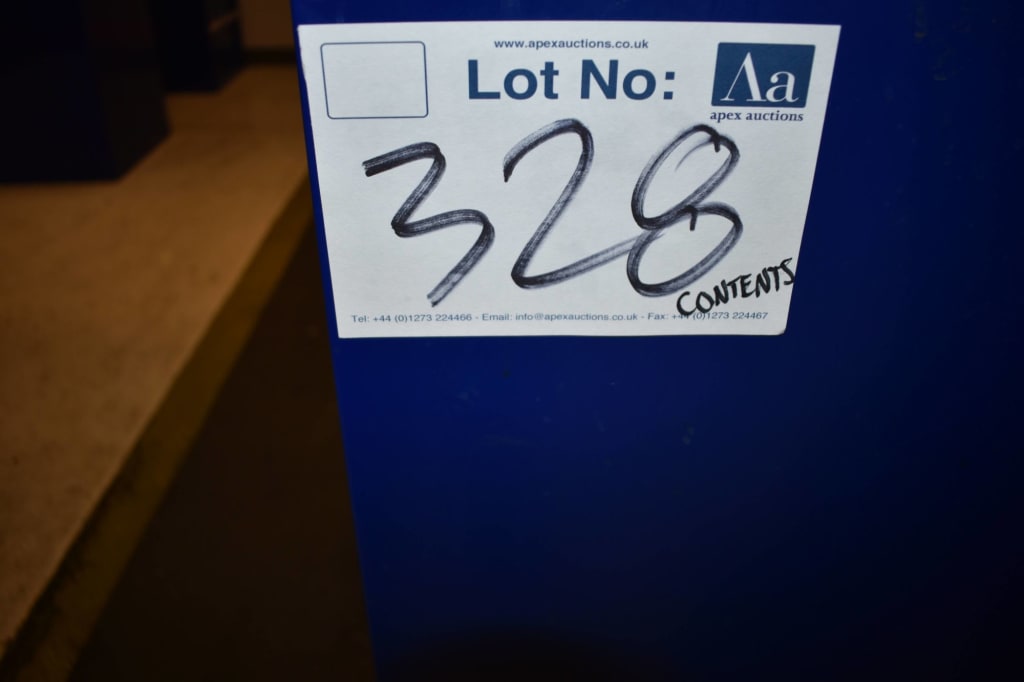 www.apexauctions.co.uk
Lot No:
Aa
apex auctions
328
CONTENTS
Tel: +44 (0)1273 224466 - Email: info@apexauctions.co.uk - Fax: +44 (0)1273 224467